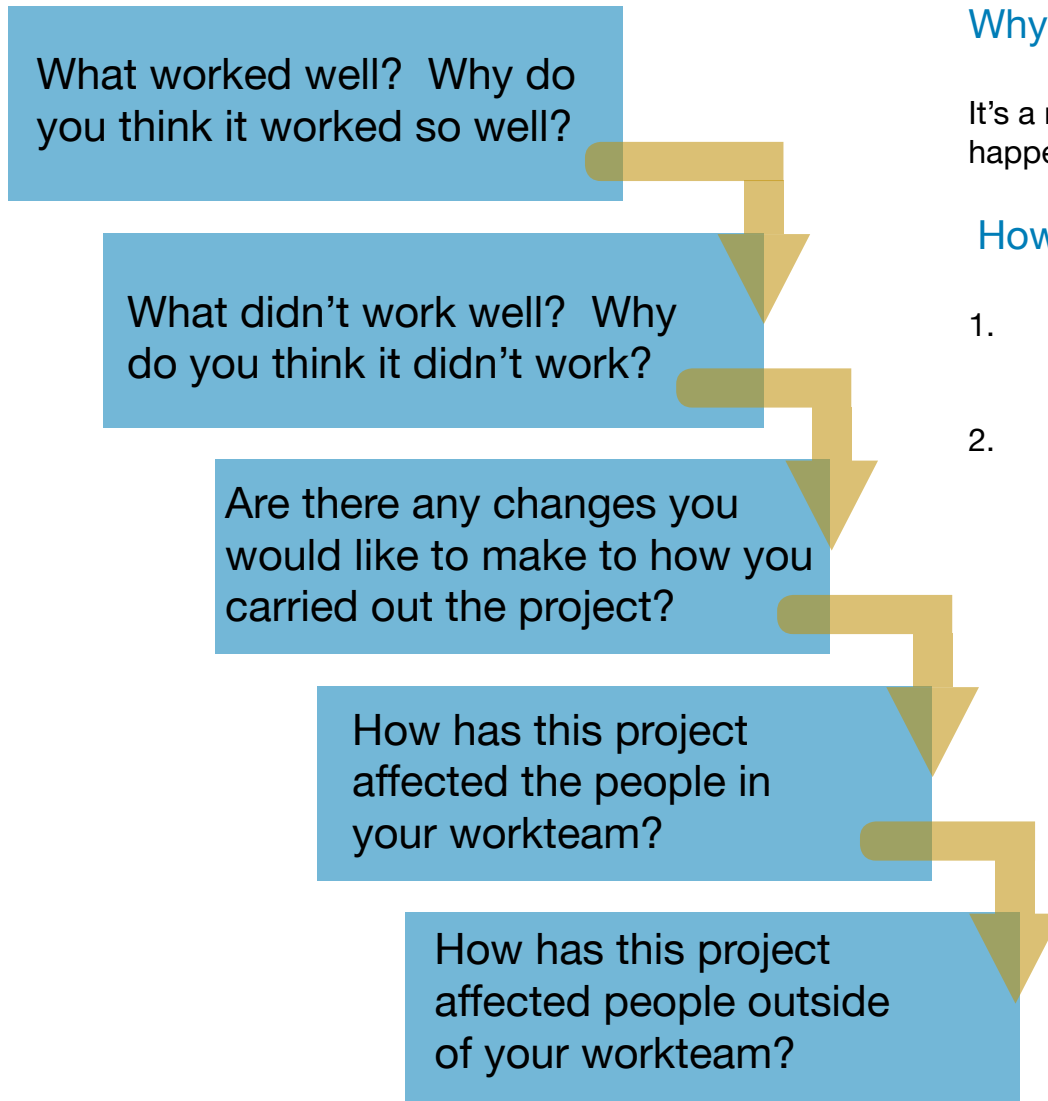 What worked well?  Why do
you think it worked so well?
What didn’t work well?  Why
do you think it didn’t work?
Are there any changes you
would like to make to how you
carried out the project?
How has this project
affected the people in
your workteam?
How has this project
affected people outside
of your workteam?
Why
It’s a
How
1.
2.